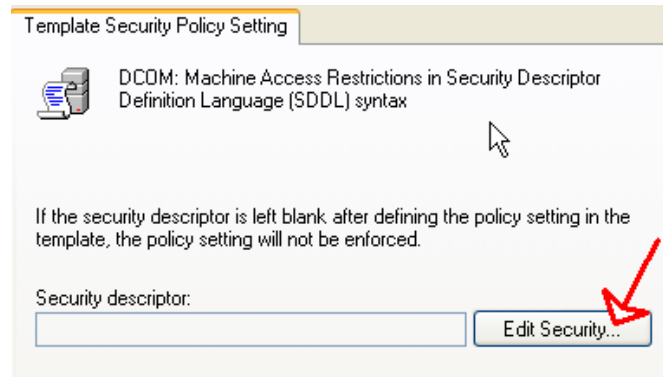 Template Security Policy Setting
DCOM: Machine Access Restrictions in Security Descriptor
Definition Language (SDDL) syntax
If the security descriptor is left blank after defining the policy setting in the
template, the policy setting will not be enforced.
Security descriptor:
Edit Security...